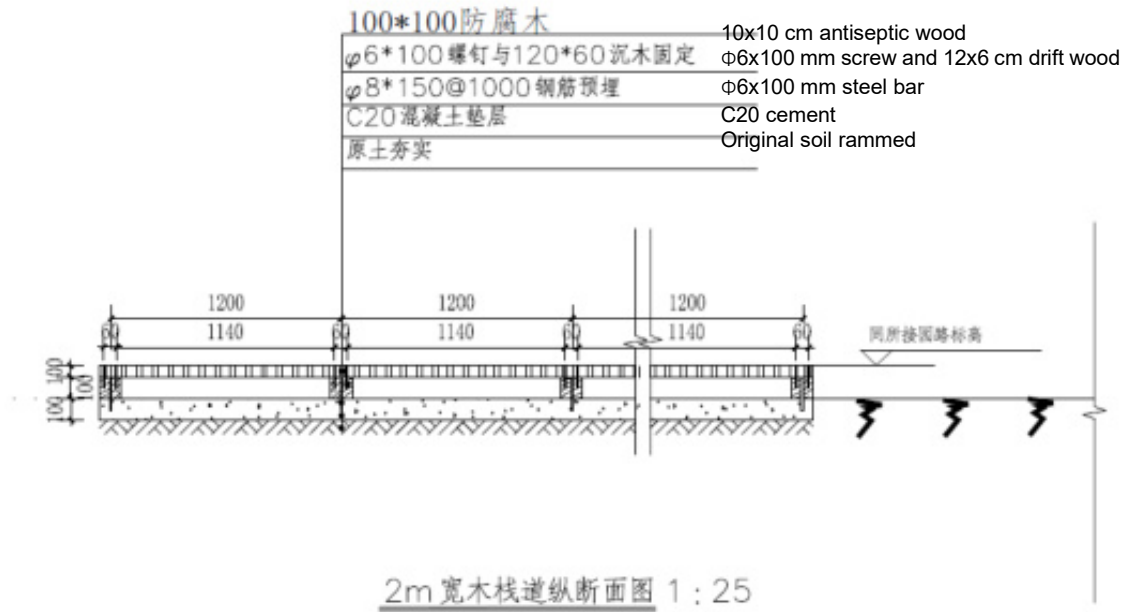 100*100防腐木 10x10 cm antiseptic wood
φ6*100螺钉与120*60沉木固定 Φ6x100 mm screw and 12x6 cm drift wood
φ8*150@1000钢筋预埋 Φ6x100 mm steel bar
C20混凝土垫层 C20 cement
原土夯实 Original soil rammed
1200 1200 1200
60 1140 60 1140 60 1140 60
同所接园路标高
100
100
100
2m宽木栈道纵断面图 1:25